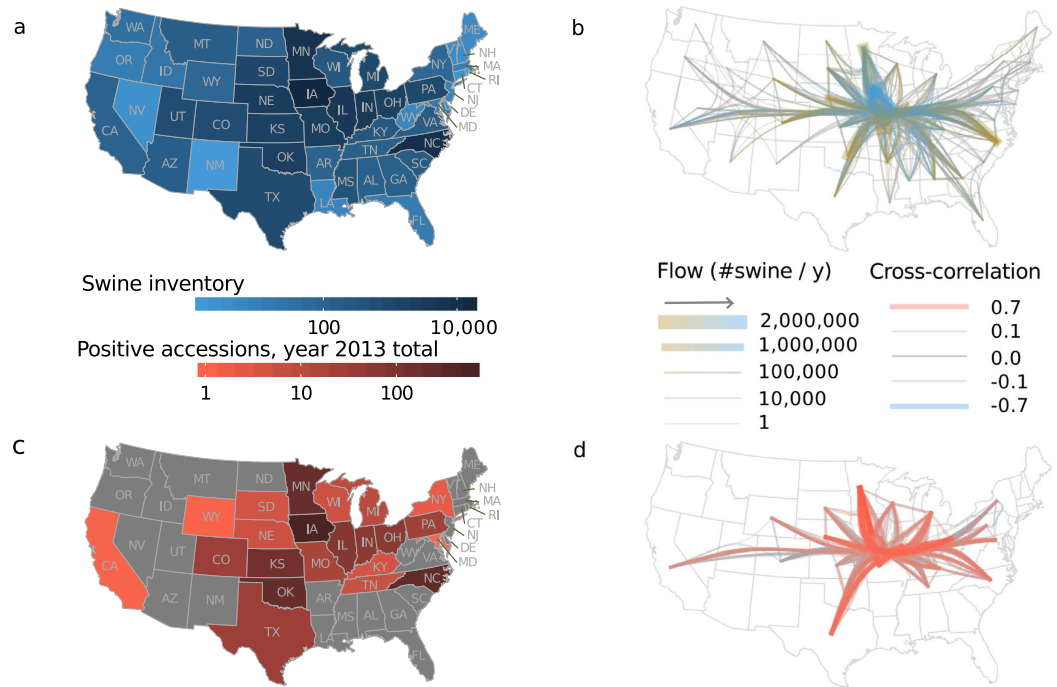 a
WA
MT
ND
MN
ME
OR
ID
SD
WI
MI
NY
VT
NH
MA
RI
WY
NE
IA
PA
CT
NJ
NV
UT
CO
IL
IN
OH
DE
MD
CA
KS
MO
KY
WV
VA
AZ
NM
OK
AR
TN
NC
SC
TX
MS
AL
GA
LA
FL
Swine inventory
100
10,000
Positive accessions, year 2013 total
1
10
100
b
Flow (#swine / y)
2,000,000
1,000,000
100,000
10,000
1
Cross-correlation
0.7
0.1
0.0
-0.1
-0.7
c
WA
MT
ND
MN
ME
OR
ID
SD
WI
MI
NY
VT
NH
MA
RI
WY
NE
IA
PA
CT
NJ
NV
UT
CO
IL
IN
OH
DE
MD
CA
KS
MO
KY
WV
VA
AZ
NM
OK
AR
TN
NC
SC
TX
MS
AL
GA
LA
FL
d